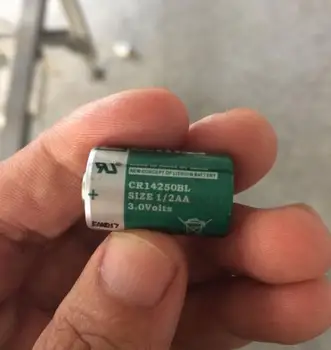 NEW CONCEPT OF LITHIUM BATTERY
CR14250BL
SIZE 1/2AA
3.0Volts
+